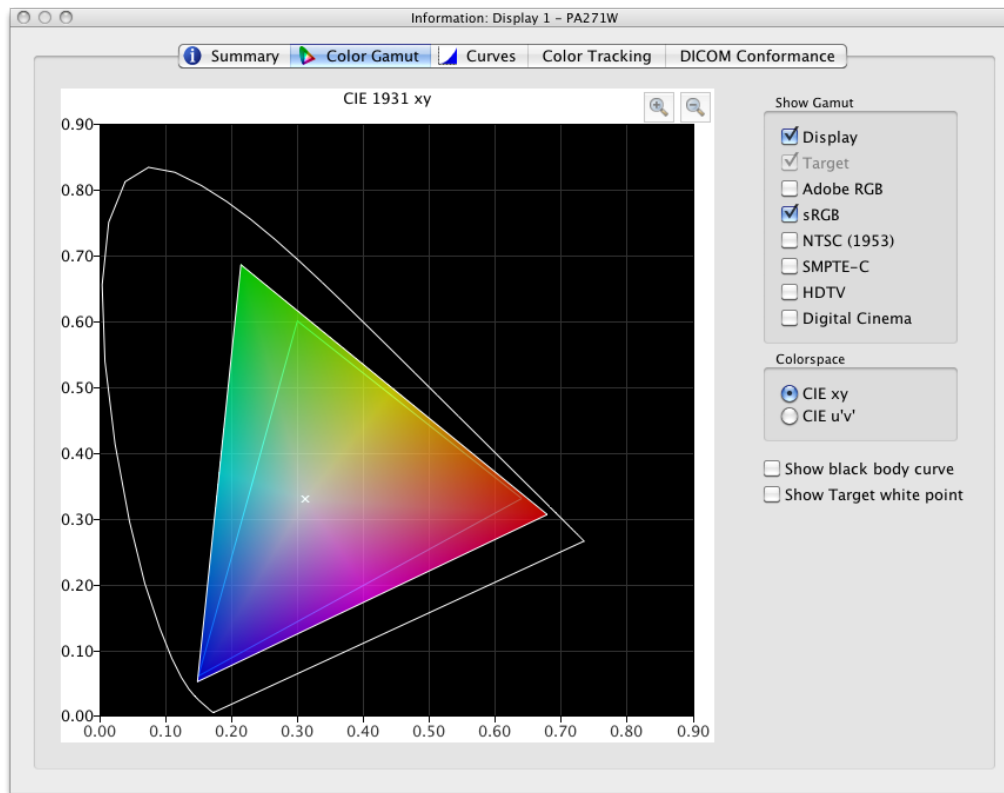 Information: Display 1 – PA271W
Summary
Color Gamut
Curves
Color Tracking
DICOM Conformance
CIE 1931 xy
0.90
0.80
0.70
0.60
0.50
0.40
0.30
0.20
0.10
0.00
0.00 0.10 0.20 0.30 0.40 0.50 0.60 0.70 0.80 0.90
Show Gamut
Display
Target
Adobe RGB
sRGB
NTSC (1953)
SMPTE-C
HDTV
Digital Cinema
Colorspace
CIE xy
CIE u'v'
Show black body curve
Show Target white point